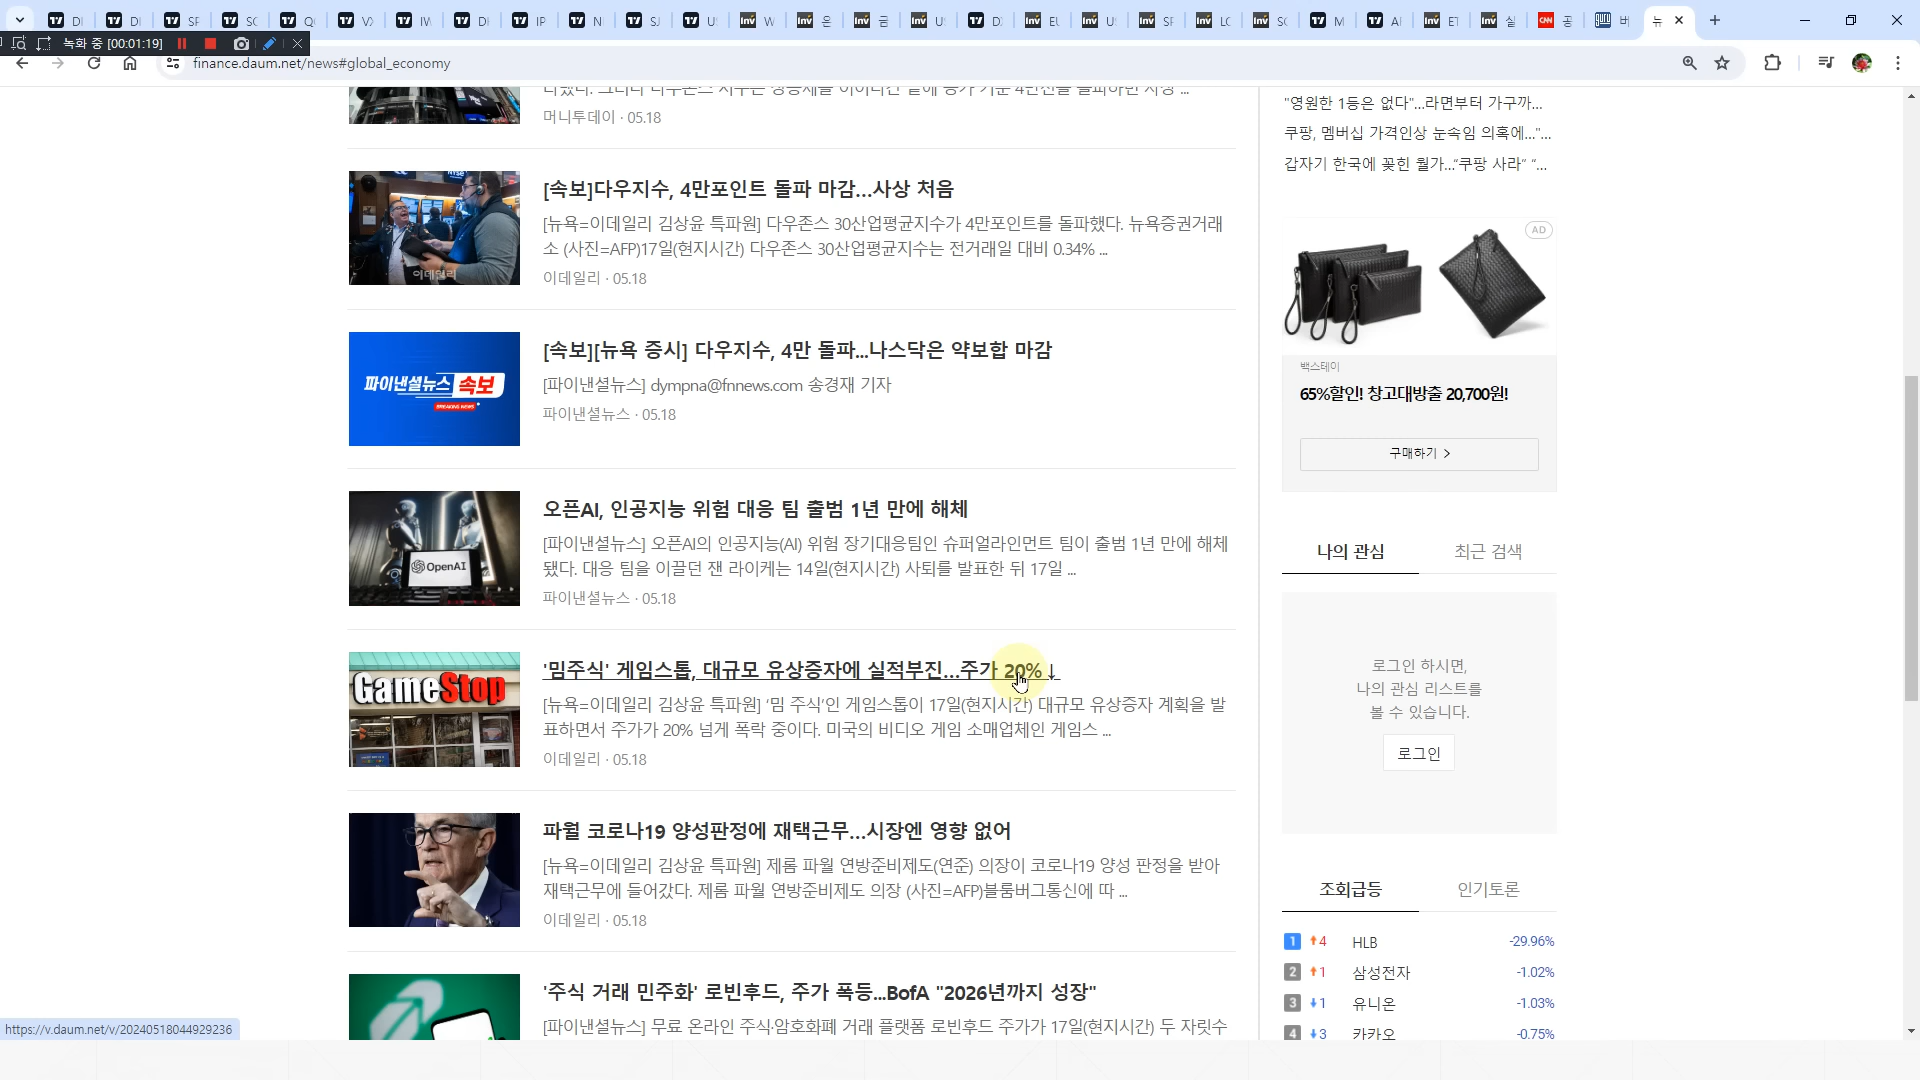 DI
DI
SF
SC
Q(
VX
IV
DI
IP
N
SJ
U:
W
온
금
U:
D:
EU
U:
SF
LC
SC
M
AI
ET
실
공
버
뉴
녹화 중 [00:01:19]
finance.daum.net/news#global_economy
머니투데이 · 05.18
[속보]다우지수, 4만포인트 돌파 마감…사상 처음
[뉴욕=이데일리 김상윤 특파원] 다우존스 30산업평균지수가 4만포인트를 돌파했다. 뉴욕증권거래
소 (사진=AFP)17일(현지시간) 다우존스 30산업평균지수는 전거래일 대비 0.34% ...
이데일리
이데일리 · 05.18
파이낸셜뉴스 속보
BREAKING NEWS
[속보][뉴욕 증시] 다우지수, 4만 돌파...나스닥은 약보합 마감
[파이낸셜뉴스] dympna@fnnews.com 송경재 기자
파이낸셜뉴스 · 05.18
OpenAI
오픈AI, 인공지능 위험 대응 팀 출범 1년 만에 해체
[파이낸셜뉴스] 오픈AI의 인공지능(AI) 위험 장기대응팀인 슈퍼얼라인먼트 팀이 출범 1년 만에 해체
됐다. 대응 팀을 이끌던 잰 라이케는 14일(현지시간) 사퇴를 발표한 뒤 17일 ...
파이낸셜뉴스 · 05.18
GameStop
'밈주식' 게임스톱, 대규모 유상증자에 실적부진…주가 20%↓
[뉴욕=이데일리 김상윤 특파원] ‘밈 주식’인 게임스톱이 17일(현지시간) 대규모 유상증자 계획을 발
표하면서 주가가 20% 넘게 폭락 중이다. 미국의 비디오 게임 소매업체인 게임스 ...
이데일리 · 05.18
파월 코로나19 양성판정에 재택근무…시장엔 영향 없어
[뉴욕=이데일리 김상윤 특파원] 제롬 파월 연방준비제도(연준) 의장이 코로나19 양성 판정을 받아
재택근무에 들어갔다. 제롬 파월 연방준비제도 의장 (사진=AFP)블룸버그통신에 따 ...
이데일리 · 05.18
'주식 거래 민주화' 로빈후드, 주가 폭등...BofA "2026년까지 성장"
[파이낸셜뉴스] 무료 온라인 주식·암호화폐 거래 플랫폼 로빈후드 주가가 17일(현지시간) 두 자릿수
https://v.daum.net/v/20240518044929236
"영원한 1등은 없다"…라면부터 가구까...
쿠팡, 멤버십 가격인상 눈속임 의혹에…"...
갑자기 한국에 꽂힌 월가…“쿠팡 사라” “...
AD
백스테이
65%할인! 창고대방출 20,700원!
구매하기 >
나의 관심
최근 검색
로그인 하시면,
나의 관심 리스트를
볼 수 있습니다.
로그인
조회급등
인기토론
1 4 HLB -29.96%
2 1 삼성전자 -1.02%
3 1 유니온 -1.03%
4 3 카카오 -0.75%